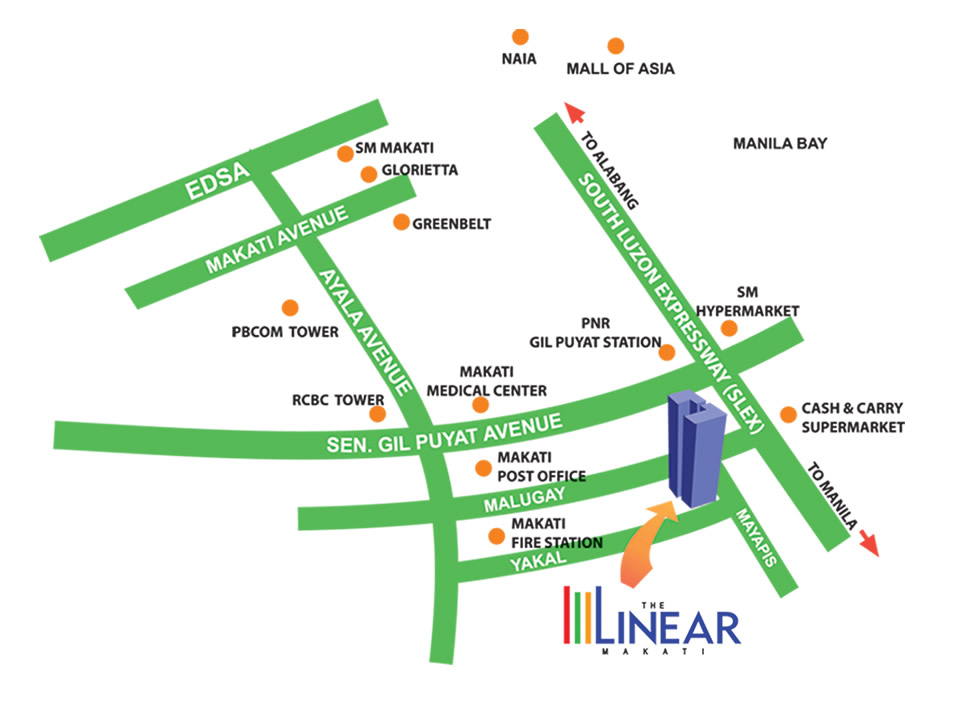 NAIA
MALL OF ASIA
MANILA BAY
TO ALABANG
SM MAKATI
GLORIETTA
EDSA
MAKATI AVENUE
GREENBELT
SOUTH LUZON EXPRESSWAY (SLEX)
AYALA AVENUE
PBCOM TOWER
SM
HYPERMARKET
PNR
GIL PUYAT STATION
MAKATI
MEDICAL CENTER
RCBC TOWER
SEN. GIL PUYAT AVENUE
CASH & CARRY
SUPERMARKET
MAKATI
POST OFFICE
MALUGAY
TO MANILA
MAKATI
FIRE STATION
YAKAL
MAYAPIS
THE
LINEAR
MAKATI